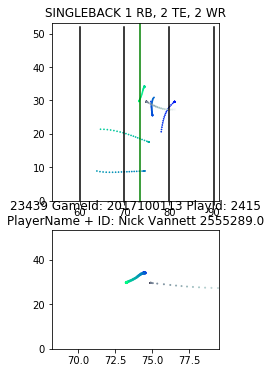 SINGLEBACK 1 RB, 2 TE, 2 WR
50
40
30
20
10
0
60 70 80 90
23439 GameId: 2017100113 PlayId: 2415
PlayerName + ID: Nick Vannett 2555289.0
40
20
0
70.0 72.5 75.0 77.5